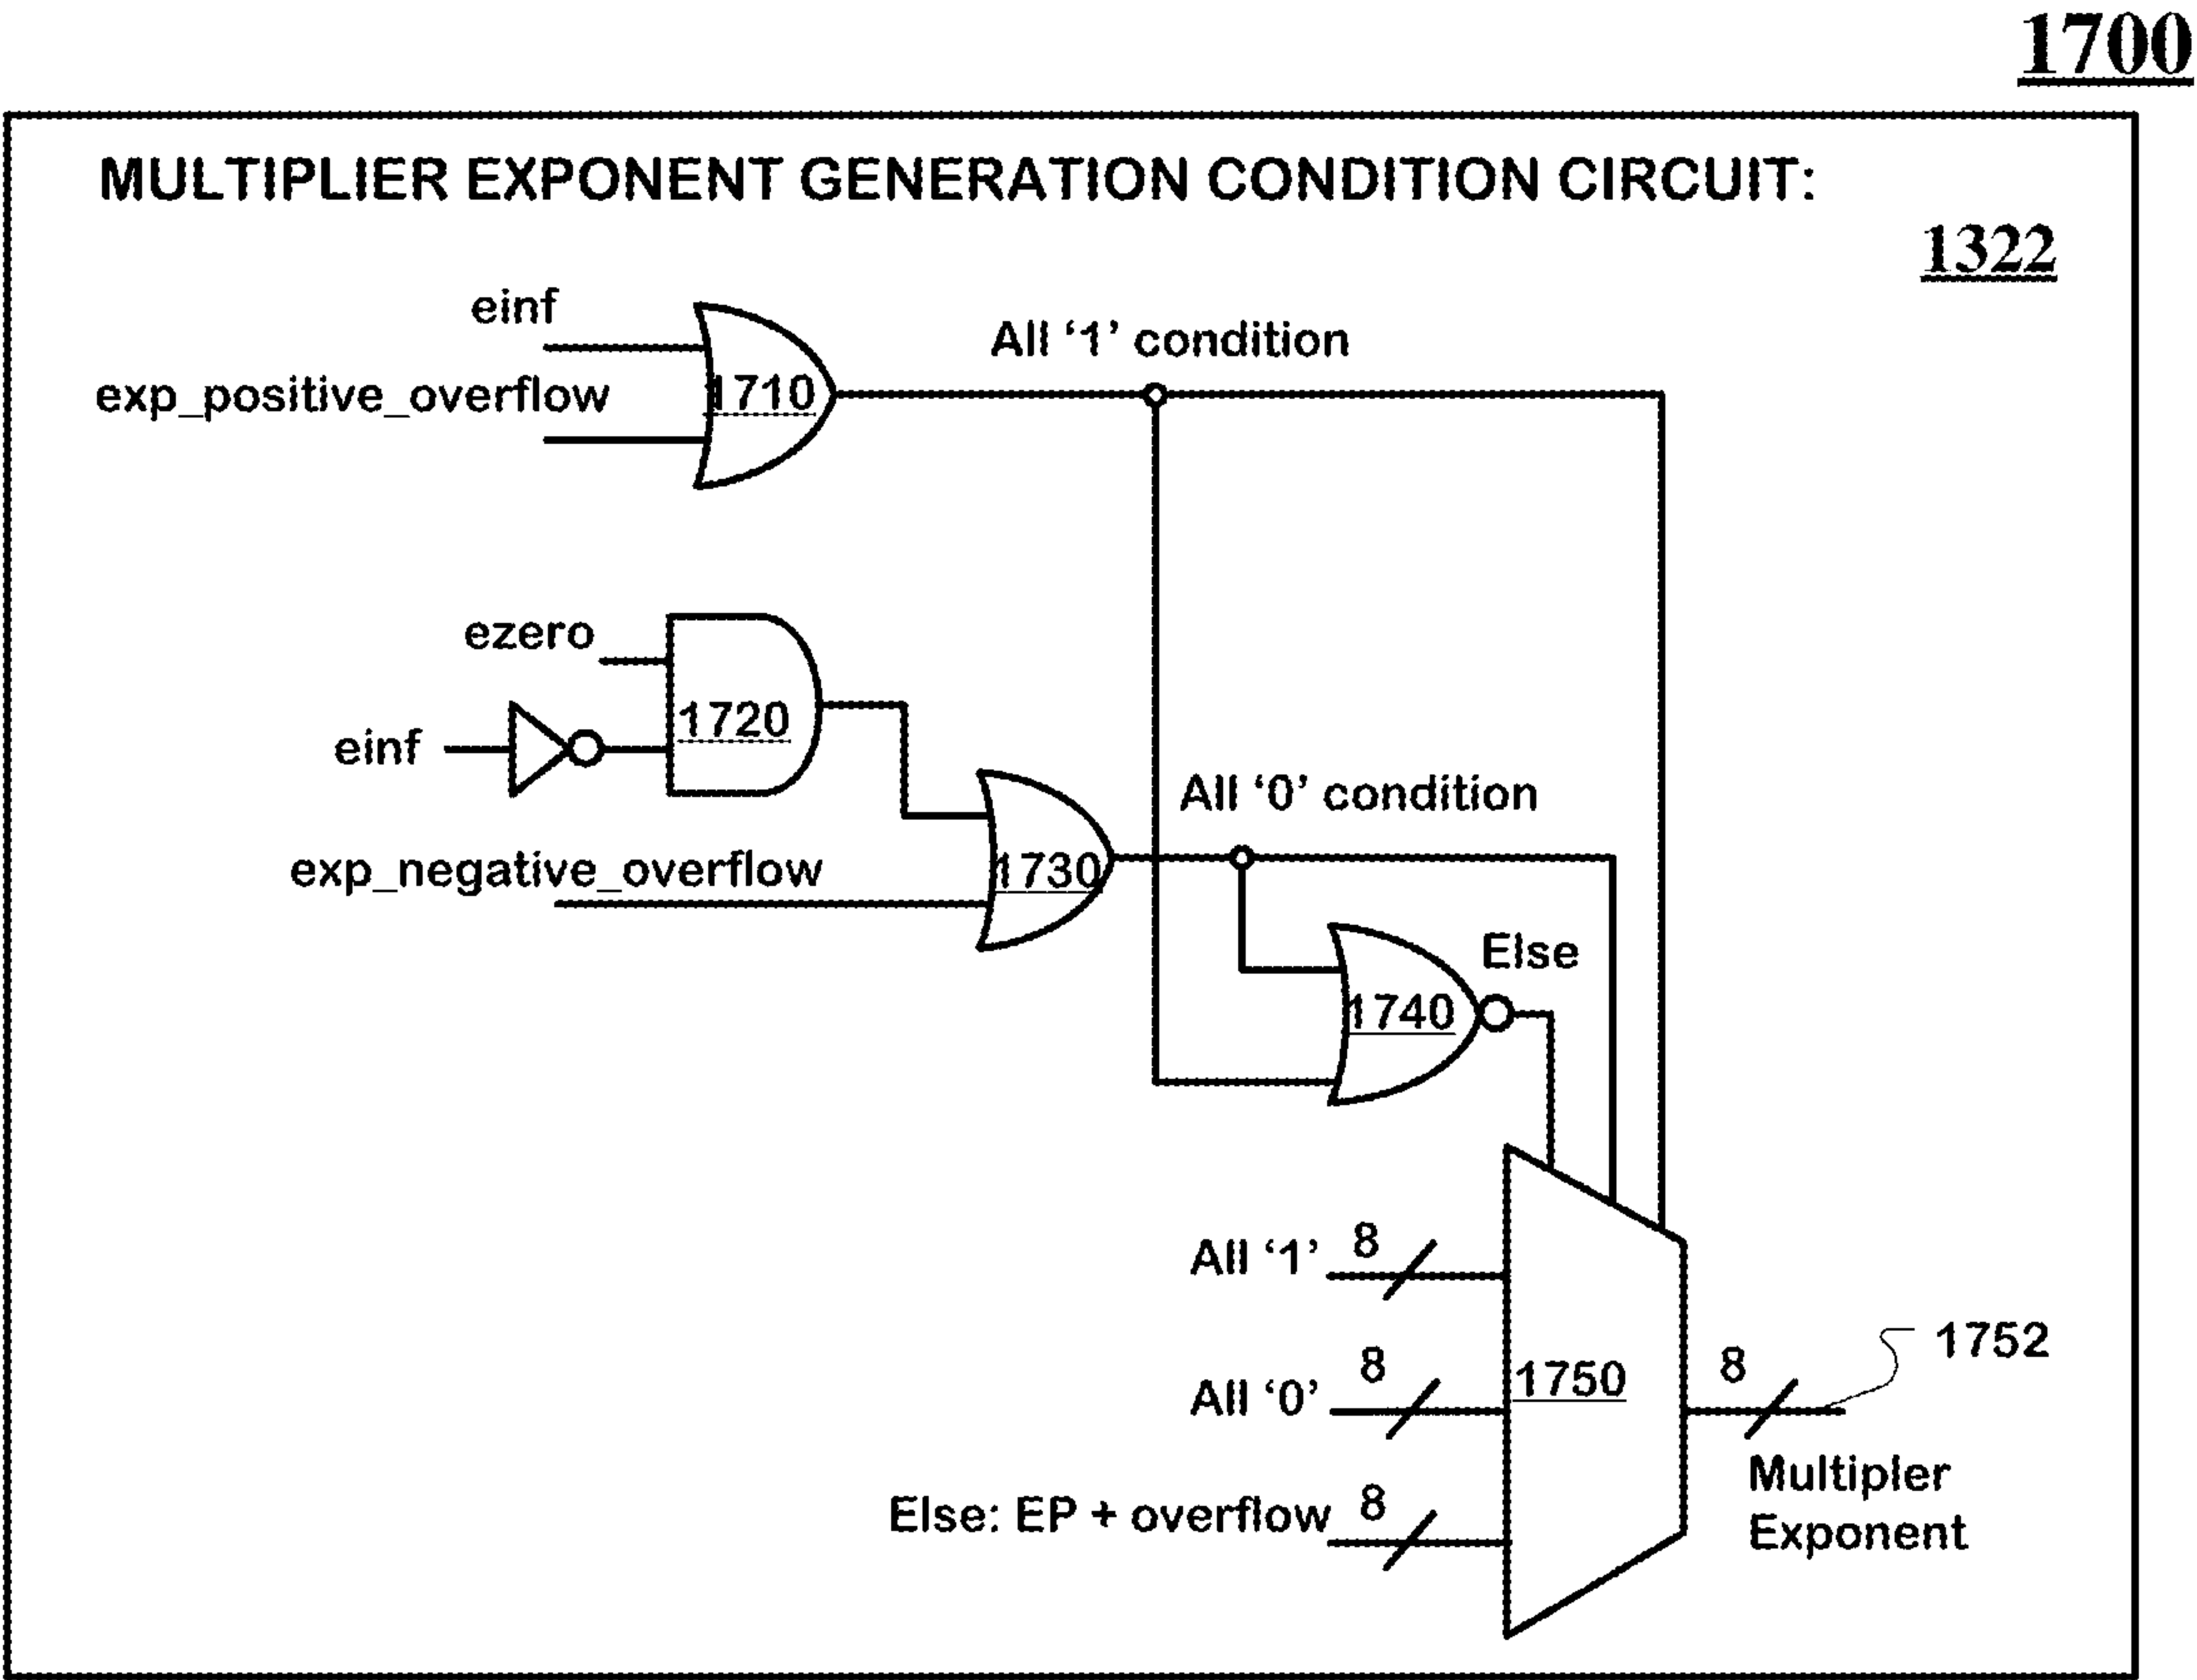 1700
MULTIPLIER EXPONENT GENERATION CONDITION CIRCUIT:
1322
einf
All ‘1’ condition
exp_positive_overflow
1710
ezero
1720
einf
All ‘0’ condition
exp_negative_overflow
1730
Else
1740
All ‘1’ 8
1752
All ‘0’ 8
1750
8
Multipler
Exponent
Else: EP + overflow 8